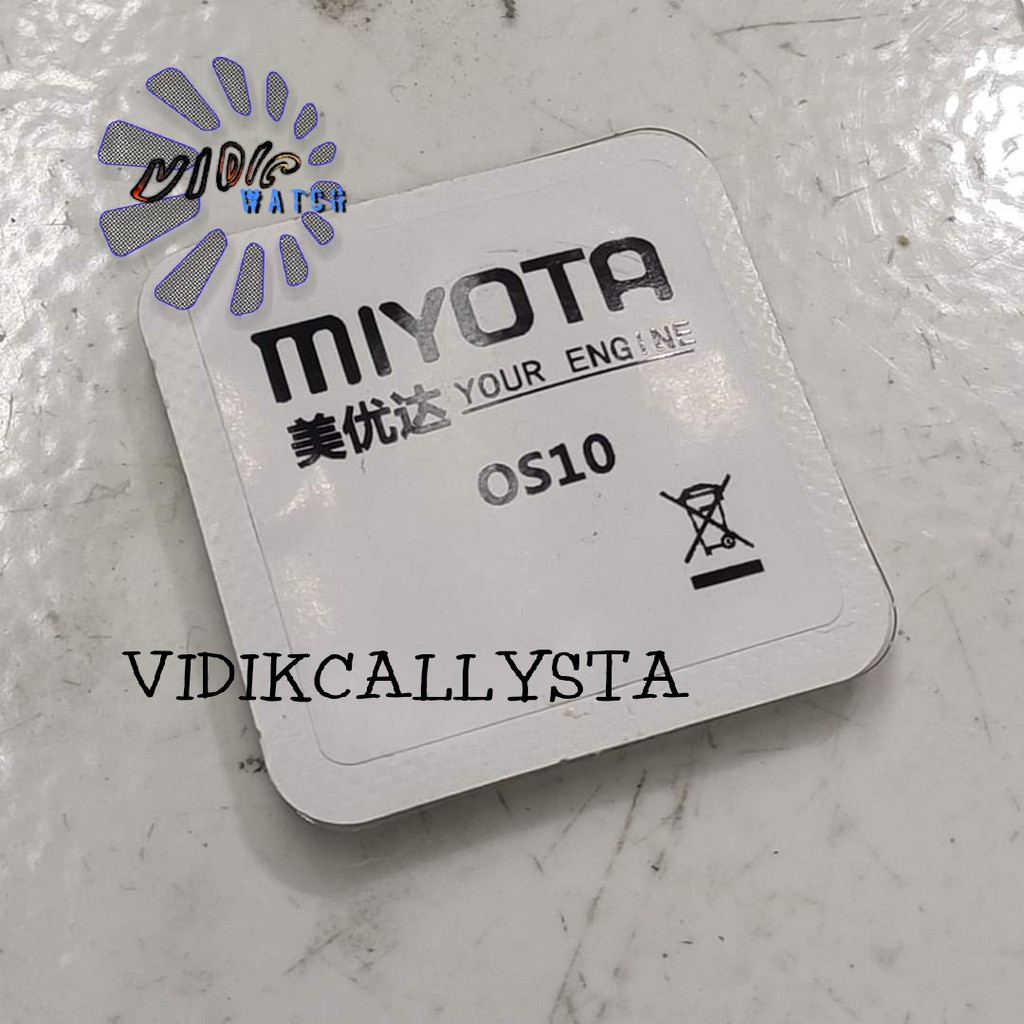 VIDIC
WATCH
MIYOTA
美优达 YOUR ENGINE
OS10
VIDIKCALLYSTA